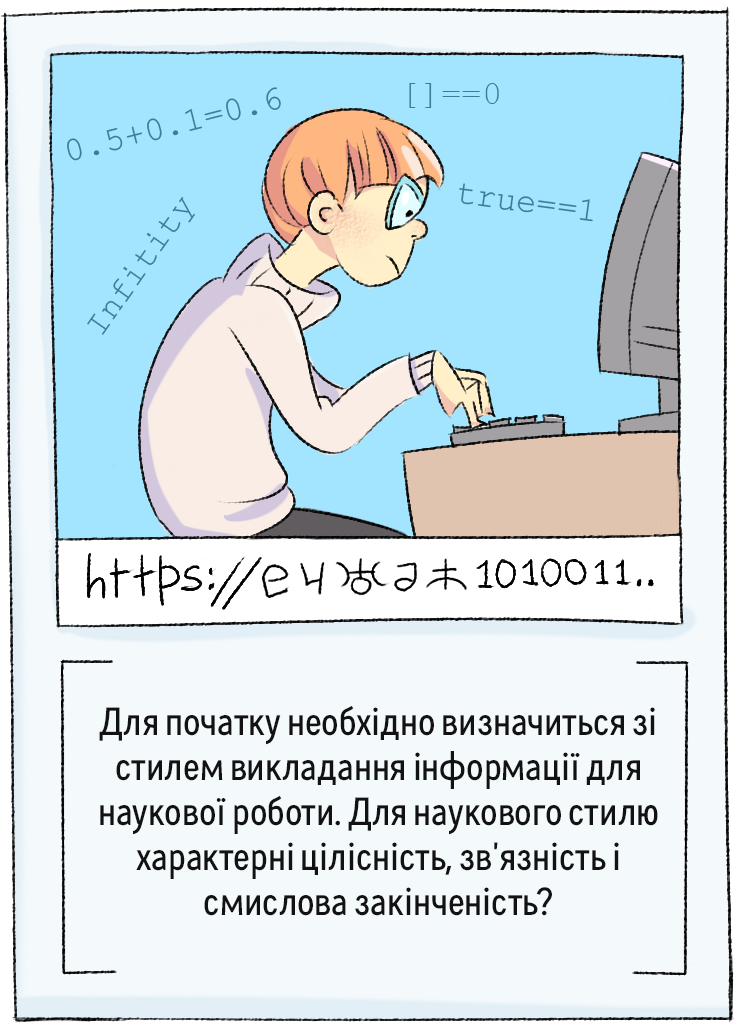 0.5+0.1=0.6
[]==0
true==1
Infitity
https:// 1010011..
Для початку необхідно визначиться зі
стилем викладання інформації для
наукової роботи. Для наукового стилю
характерні цілісність, зв'язність і
смислова закінченість?